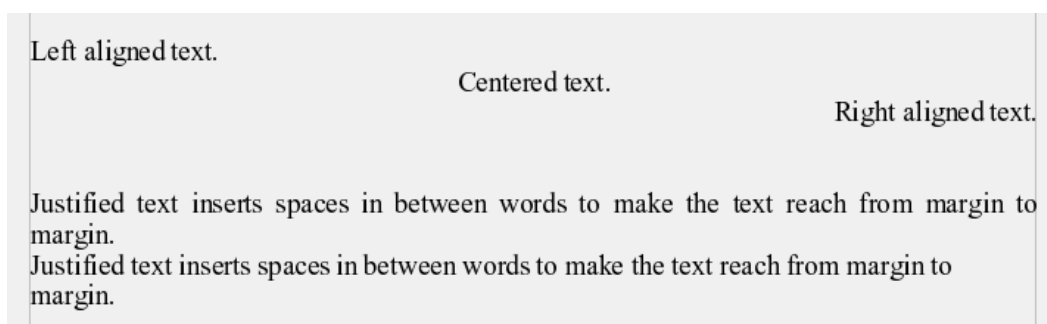 Left aligned text.
Centered text.
Right aligned text.
Justified text inserts spaces in between words to make the text reach from margin to
margin.
Justified text inserts spaces in between words to make the text reach from margin to
margin.